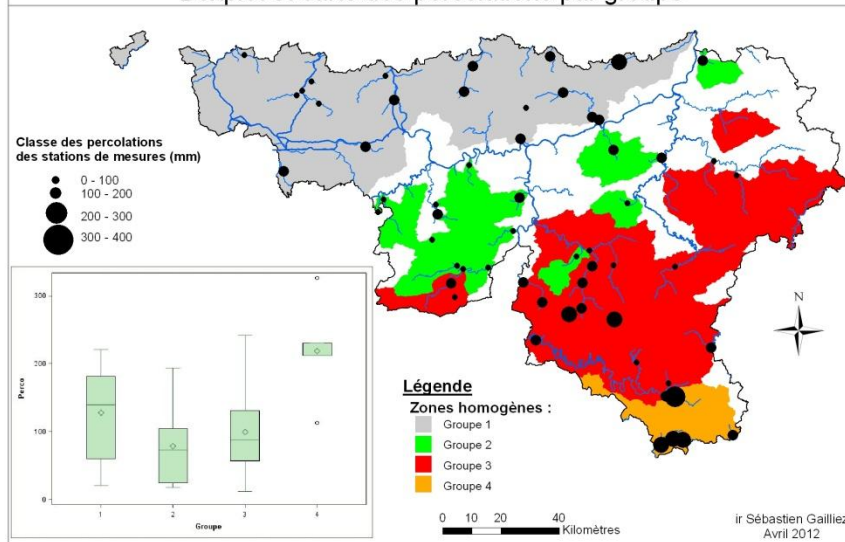 Classe des percolations
des stations de mesures (mm)
0 - 100
100 - 200
200 - 300
300 - 400
300
200
100
0
Perco
1 2 3 4
Groupe
N
Légende
Zones homogènes :
Groupe 1
Groupe 2
Groupe 3
Groupe 4
0 10 20 40
Kilomètres
ir Sébastien Gailliez
Avril 2012